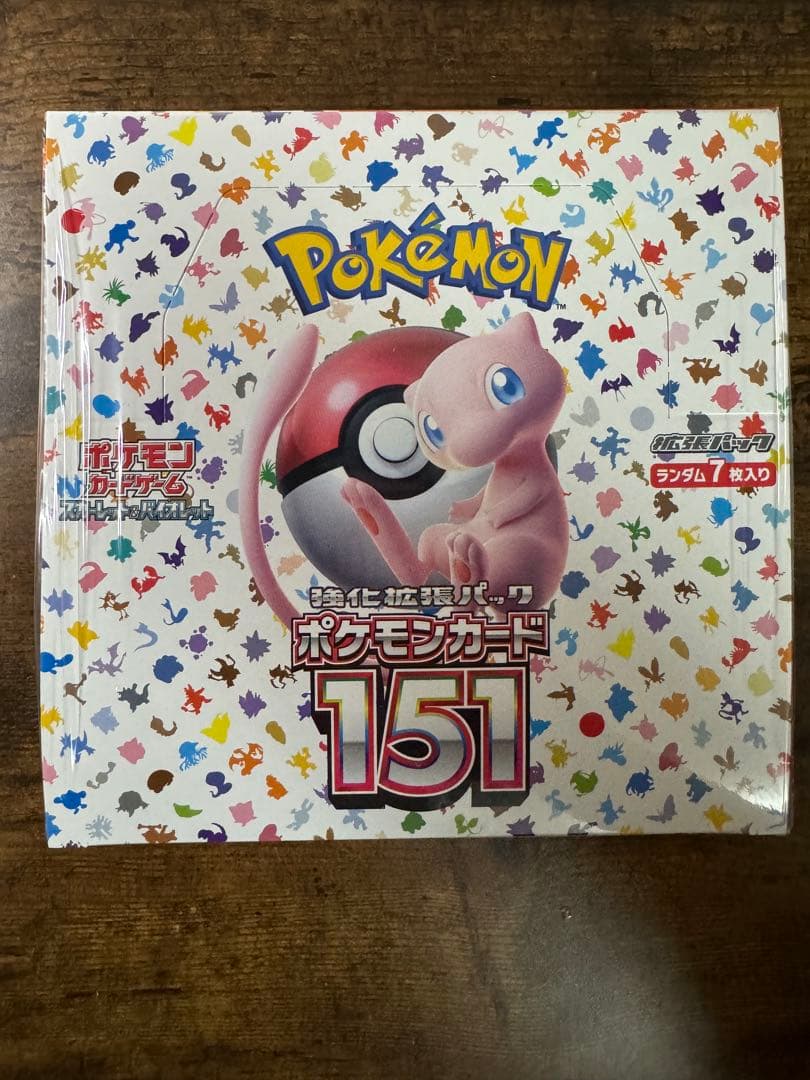 POKéMON
TM
ポケモン
カードゲーム
スカーレット&バイオレット
拡張パック
ランダム7枚入り
強化拡張パック
ポケモンカード
151